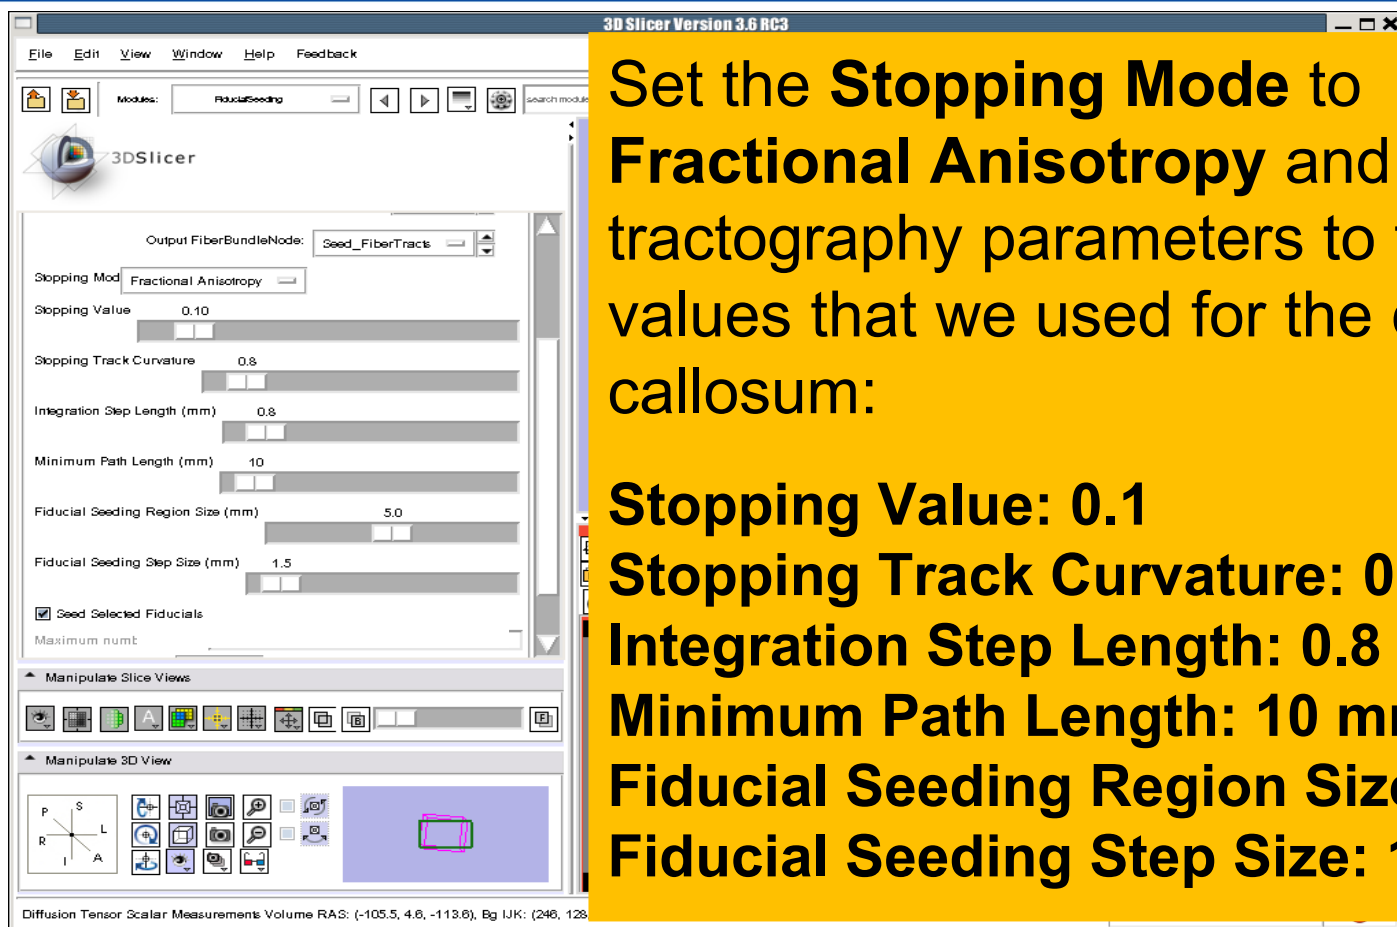 3D Slicer Version 3.6 RC3
File Edit View Window Help Feedback
Modules: FiducialSeeding search module
3DSlicer
Output FiberBundleNode: Seed_FiberTracts
Stopping Mod Fractional Anisotropy
Stopping Value 0.10
Stopping Track Curvature 0.8
Integration Step Length (mm) 0.8
Minimum Path Length (mm) 10
Fiducial Seeding Region Size (mm) 5.0
Fiducial Seeding Step Size (mm) 1.5
Seed Selected Fiducials
Maximum numb
Manipulate Slice Views
A B F
Manipulate 3D View
P S
R L
I A
Diffusion Tensor Scalar Measurements Volume RAS: (-105.5, 4.6, -113.6), Bg IJK: (246, 128,
Set the Stopping Mode to
Fractional Anisotropy and
tractography parameters to
values that we used for the
callosum:
Stopping Value: 0.1
Stopping Track Curvature: 0
Integration Step Length: 0.8
Minimum Path Length: 10 m
Fiducial Seeding Region Size
Fiducial Seeding Step Size: 1